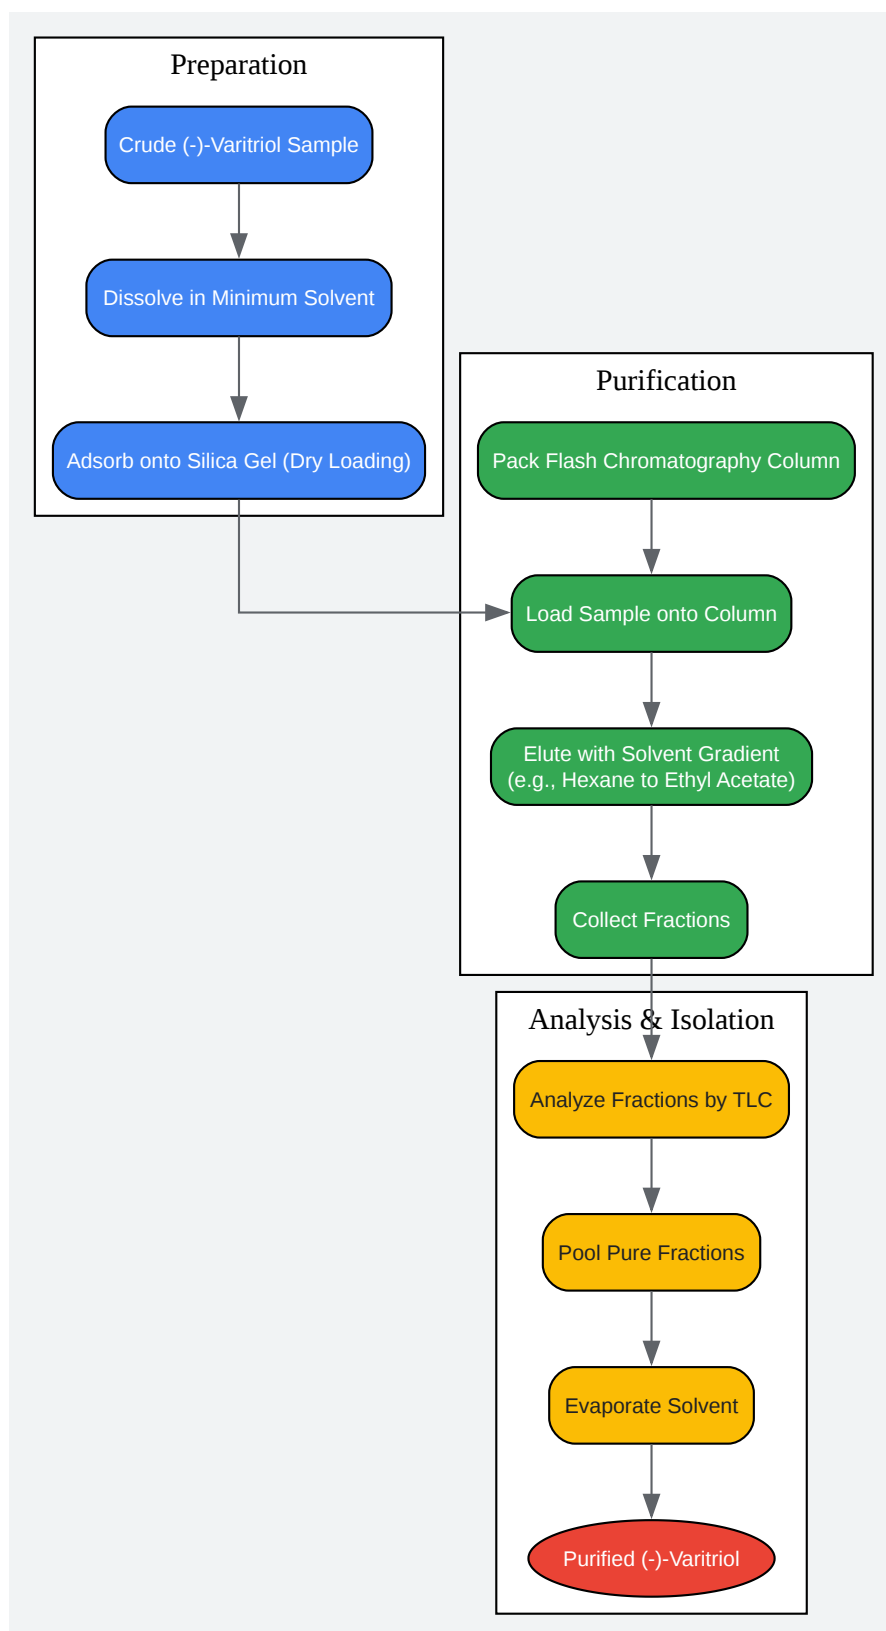 Preparation
Crude (-)-Varitriol Sample
Dissolve in Minimum Solvent
Adsorb onto Silica Gel (Dry Loading)
Purification
Pack Flash Chromatography Column
Load Sample onto Column
Elute with Solvent Gradient
(e.g., Hexane to Ethyl Acetate)
Collect Fractions
Analysis & Isolation
Analyze Fractions by TLC
Pool Pure Fractions
Evaporate Solvent
Purified (-)-Varitriol